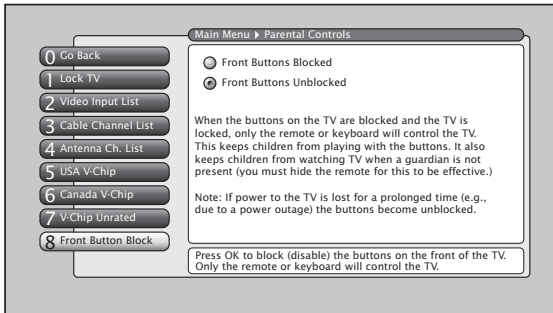 Main Menu ▶ Parental Controls
0 Go Back
1 Lock TV
2 Video Input List
3 Cable Channel List
4 Antenna Ch. List
5 USA V-Chip
6 Canada V-Chip
7 V-Chip Unrated
8 Front Button Block
Front Buttons Blocked
Front Buttons Unblocked
When the buttons on the TV are blocked and the TV is
locked, only the remote or keyboard will control the TV.
This keeps children from playing with the buttons. It also
keeps children from watching TV when a guardian is not
present (you must hide the remote for this to be effective.)
Note: If power to the TV is lost for a prolonged time (e.g.,
due to a power outage) the buttons become unblocked.
Press OK to block (disable) the buttons on the front of the TV.
Only the remote or keyboard will control the TV.